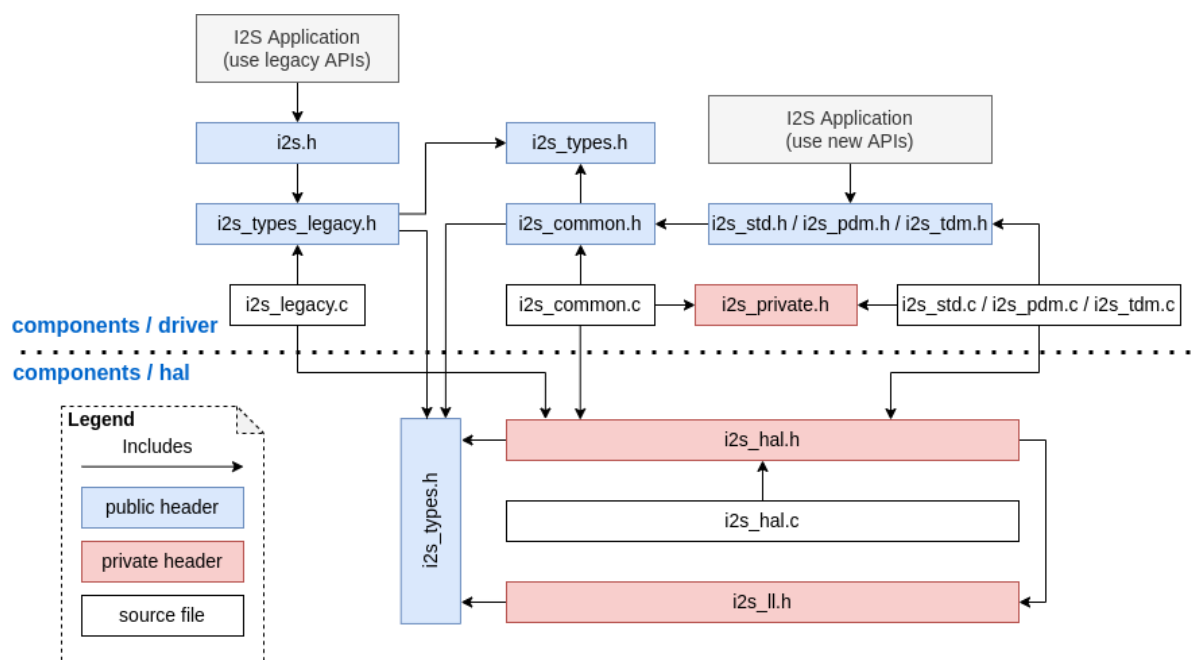 I2S Application
(use legacy APIs)
i2s.h
i2s_types.h
I2S Application
(use new APIs)
i2s_types_legacy.h
i2s_common.h
i2s_std.h / i2s_pdm.h / i2s_tdm.h
i2s_legacy.c
i2s_common.c
i2s_private.h
i2s_std.c / i2s_pdm.c / i2s_tdm.c
components / driver
components / hal
Legend
Includes
public header
private header
source file
i2s_types.h
i2s_hal.h
i2s_hal.c
i2s_ll.h